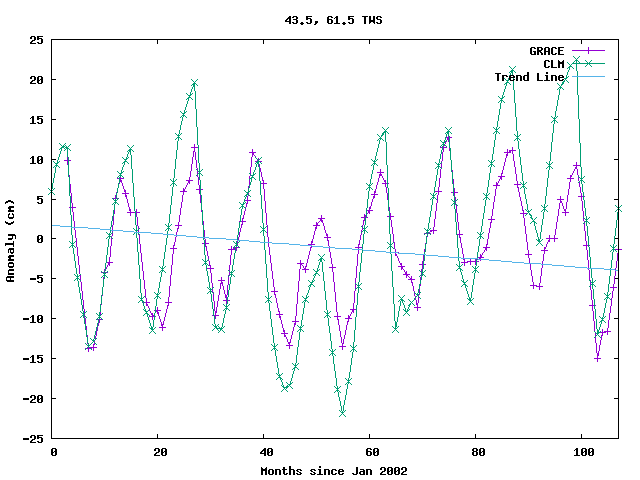 43.5, 61.5 TWS
GRACE
CLM
Trend Line
25
20
15
10
5
0
-5
-10
-15
-20
-25
Anomaly (cm)
0 20 40 60 80 100
Months since Jan 2002